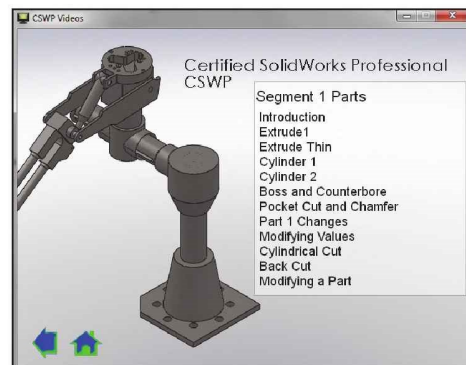 CSWP Videos
Certified SolidWorks Professional
CSWP
Segment 1 Parts
Introduction
Extrude1
Extrude Thin
Cylinder 1
Cylinder 2
Boss and Counterbore
Pocket Cut and Chamfer
Part 1 Changes
Modifying Values
Cylindrical Cut
Back Cut
Modifying a Part